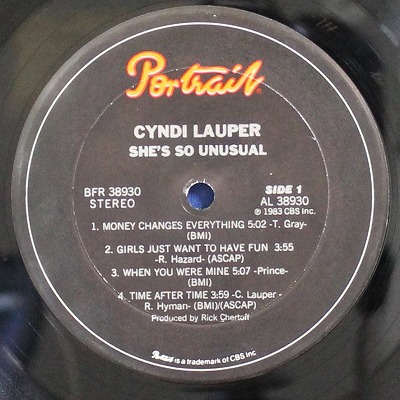 Portrait
CYNDI LAUPER
SHE'S SO UNUSUAL
BFR 38930
STEREO
SIDE 1
AL 38930
℗ 1983 CBS Inc.
1. MONEY CHANGES EVERYTHING 5:02 -T. Gray-
(BMI)
2. GIRLS JUST WANT TO HAVE FUN 3:55
-R. Hazard- (ASCAP)
3. WHEN YOU WERE MINE 5:07 -Prince-
(BMI)
4. TIME AFTER TIME 3:59 -C. Lauper -
R. Hyman- (BMI)/(ASCAP)
Produced by Rick Chertoff
Portrait is a trademark of CBS Inc